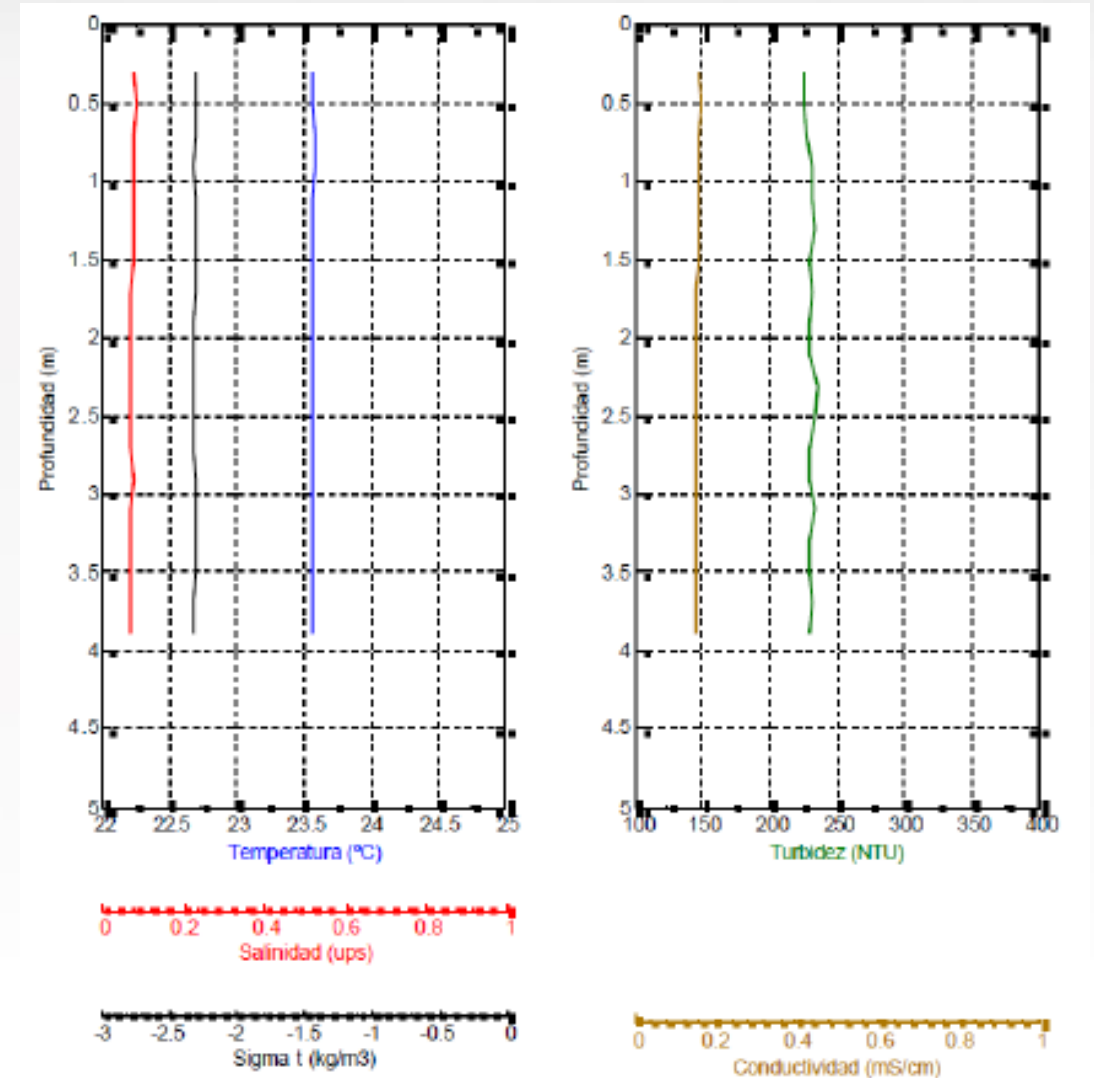 0
0.5
1
1.5
2
2.5
3
3.5
4
4.5
5
Profundidad (m)
22 22.5 23 23.5 24 24.5 25
Temperatura (ºC)
0 0.2 0.4 0.6 0.8 1
Salinidad (ups)
-3 -2.5 -2 -1.5 -1 -0.5 0
Sigma t (kg/m3)
0
0.5
1
1.5
2
2.5
3
3.5
4
4.5
5
Profundidad (m)
100 150 200 250 300 350 400
Turbidez (NTU)
0 0.2 0.4 0.6 0.8 1
Conductividad (mS/cm)